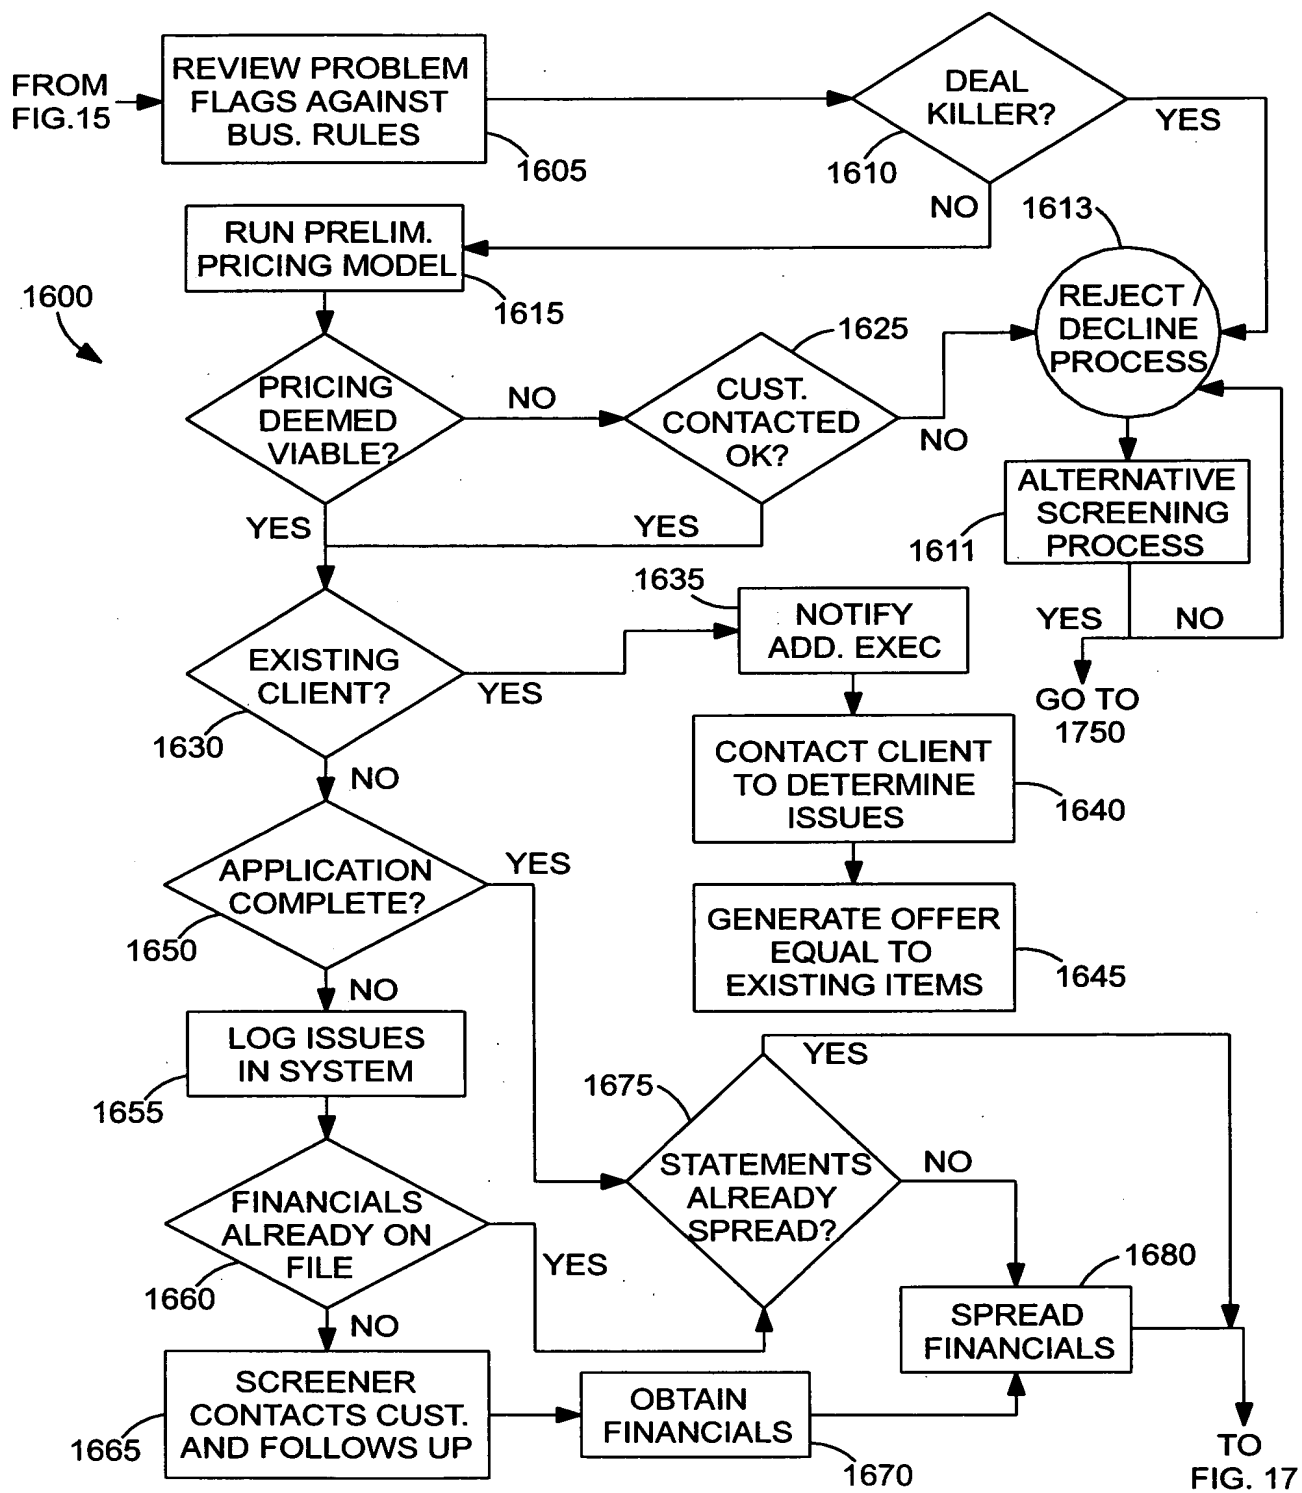 FROM
FIG.15
REVIEW PROBLEM
FLAGS AGAINST
BUS. RULES
1605
DEAL
KILLER?
1610
YES
NO
1613
RUN PRELIM.
PRICING MODEL
1615
1600
REJECT /
DECLINE
PROCESS
1625
PRICING
DEEMED
VIABLE?
NO
CUST.
CONTACTED
OK?
NO
YES
YES
ALTERNATIVE
SCREENING
PROCESS
1611
YES
NO
GO TO
1750
1635
NOTIFY
ADD. EXEC
EXISTING
CLIENT?
YES
1630
NO
CONTACT CLIENT
TO DETERMINE
ISSUES
1640
APPLICATION
COMPLETE?
YES
1650
NO
GENERATE OFFER
EQUAL TO
EXISTING ITEMS
1645
LOG ISSUES
IN SYSTEM
1655
YES
1675
STATEMENTS
ALREADY
SPREAD?
NO
FINANCIALS
ALREADY ON
FILE
YES
1660
NO
1680
SPREAD
FINANCIALS
SCREENER
CONTACTS CUST.
AND FOLLOWS UP
1665
OBTAIN
FINANCIALS
1670
TO
FIG. 17